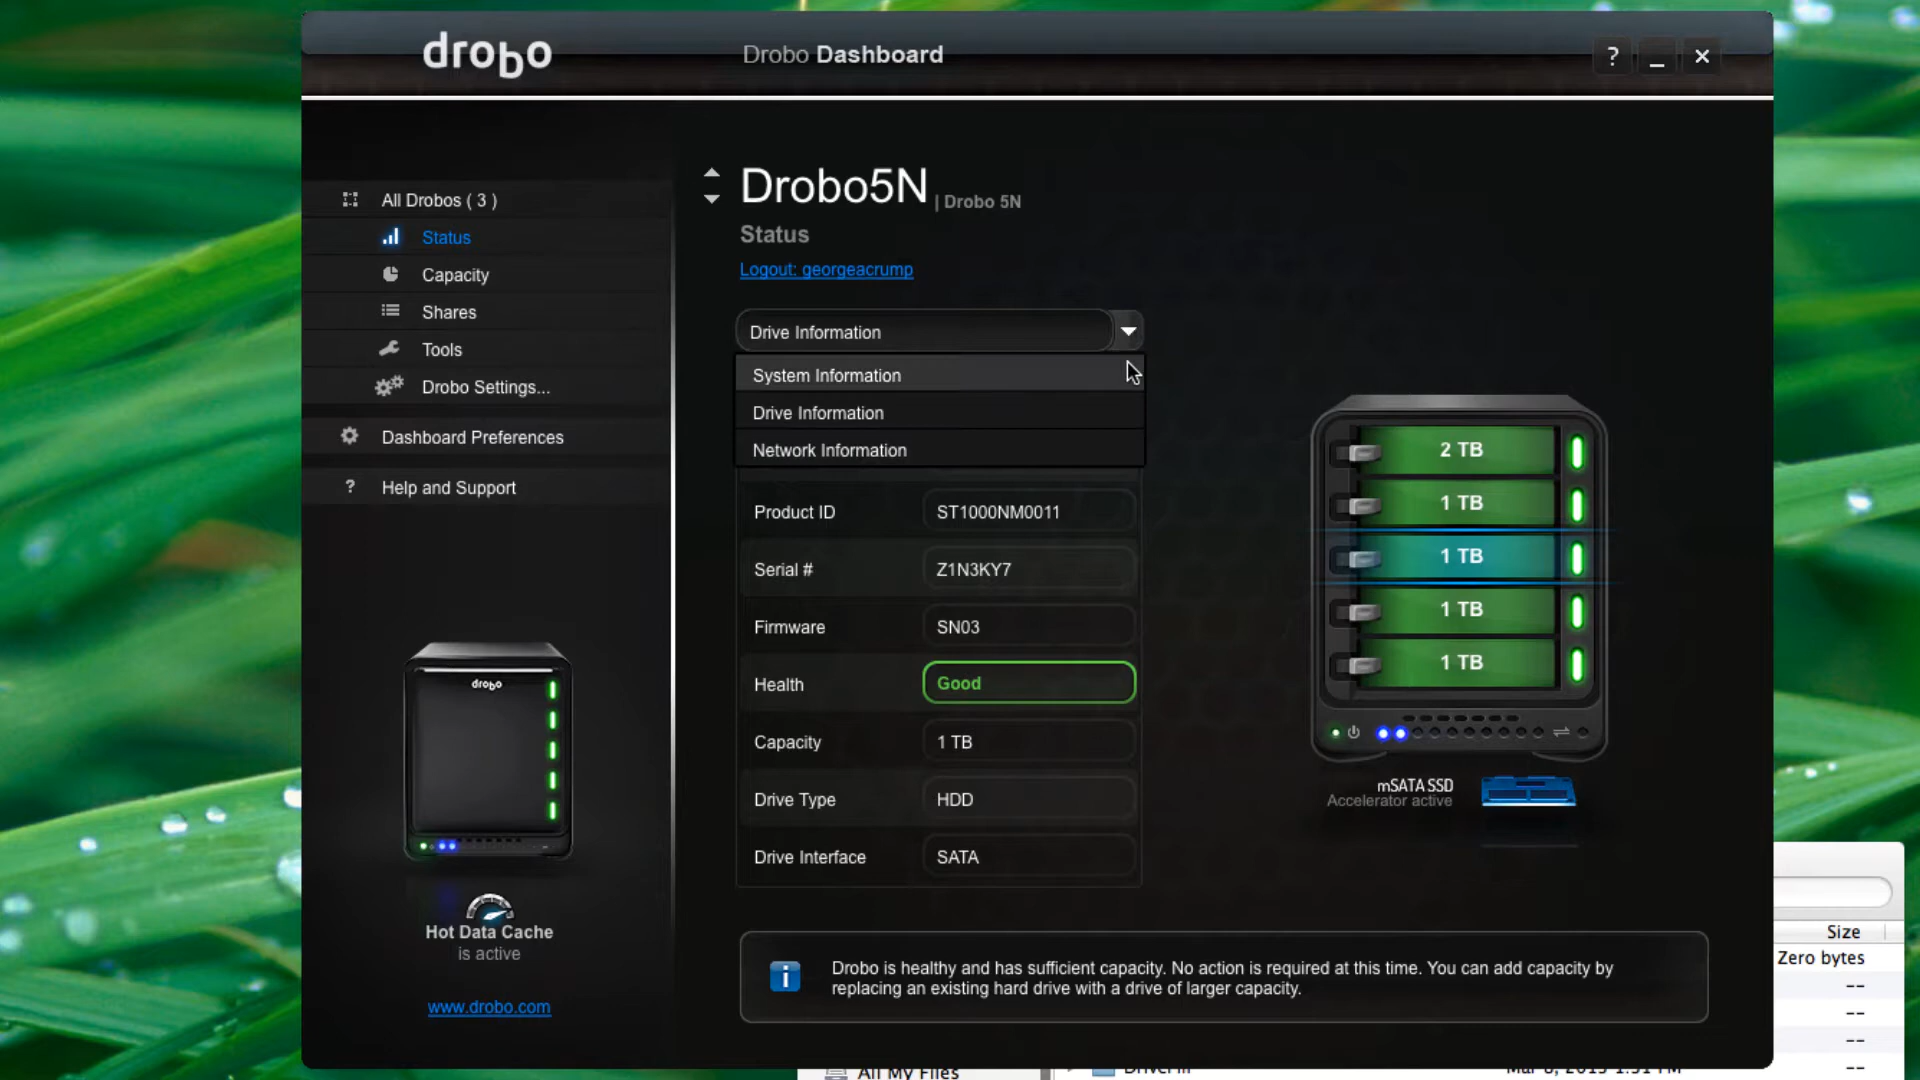 drobo
Drobo Dashboard
?
All Drobos ( 3 )
Status
Capacity
Shares
Tools
Drobo Settings...
Dashboard Preferences
? Help and Support
drobo
Hot Data Cache
is active
www.drobo.com
Drobo5N | Drobo 5N
Status
Logout: georgeacrump
Drive Information
System Information
Drive Information
Network Information
Product ID ST1000NM0011
Serial # Z1N3KY7
Firmware SN03
Health Good
Capacity 1 TB
Drive Type HDD
Drive Interface SATA
2 TB
1 TB
1 TB
1 TB
1 TB
mSATA SSD
Accelerator active
i
Drobo is healthy and has sufficient capacity. No action is required at this time. You can add capacity by
replacing an existing hard drive with a drive of larger capacity.
Size
Zero bytes
--
--
--
--
All My Files